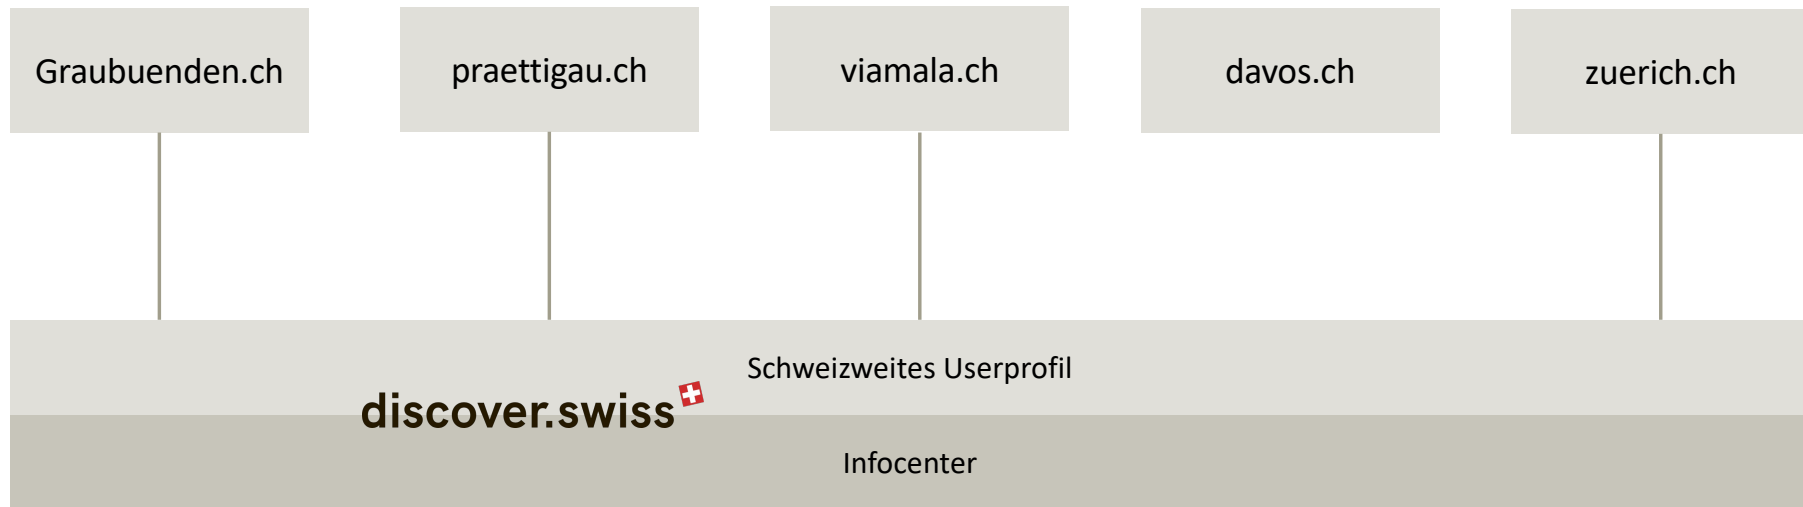 Graubuenden.ch
praettigau.ch
viamala.ch
davos.ch
zuerich.ch
Schweizweites Userprofil
discover.swiss
Infocenter